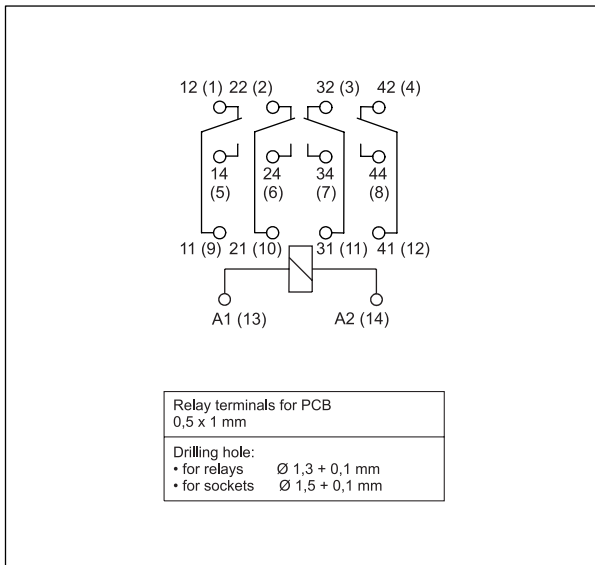 12 (1) 22 (2) 32 (3) 42 (4)
14 24 34 44
(5) (6) (7) (8)
11 (9) 21 (10) 31 (11) 41 (12)
A1 (13) A2 (14)
Relay terminals for PCB
0,5 x 1 mm
Drilling hole:
• for relays Ø 1,3 + 0,1 mm
• for sockets Ø 1,5 + 0,1 mm